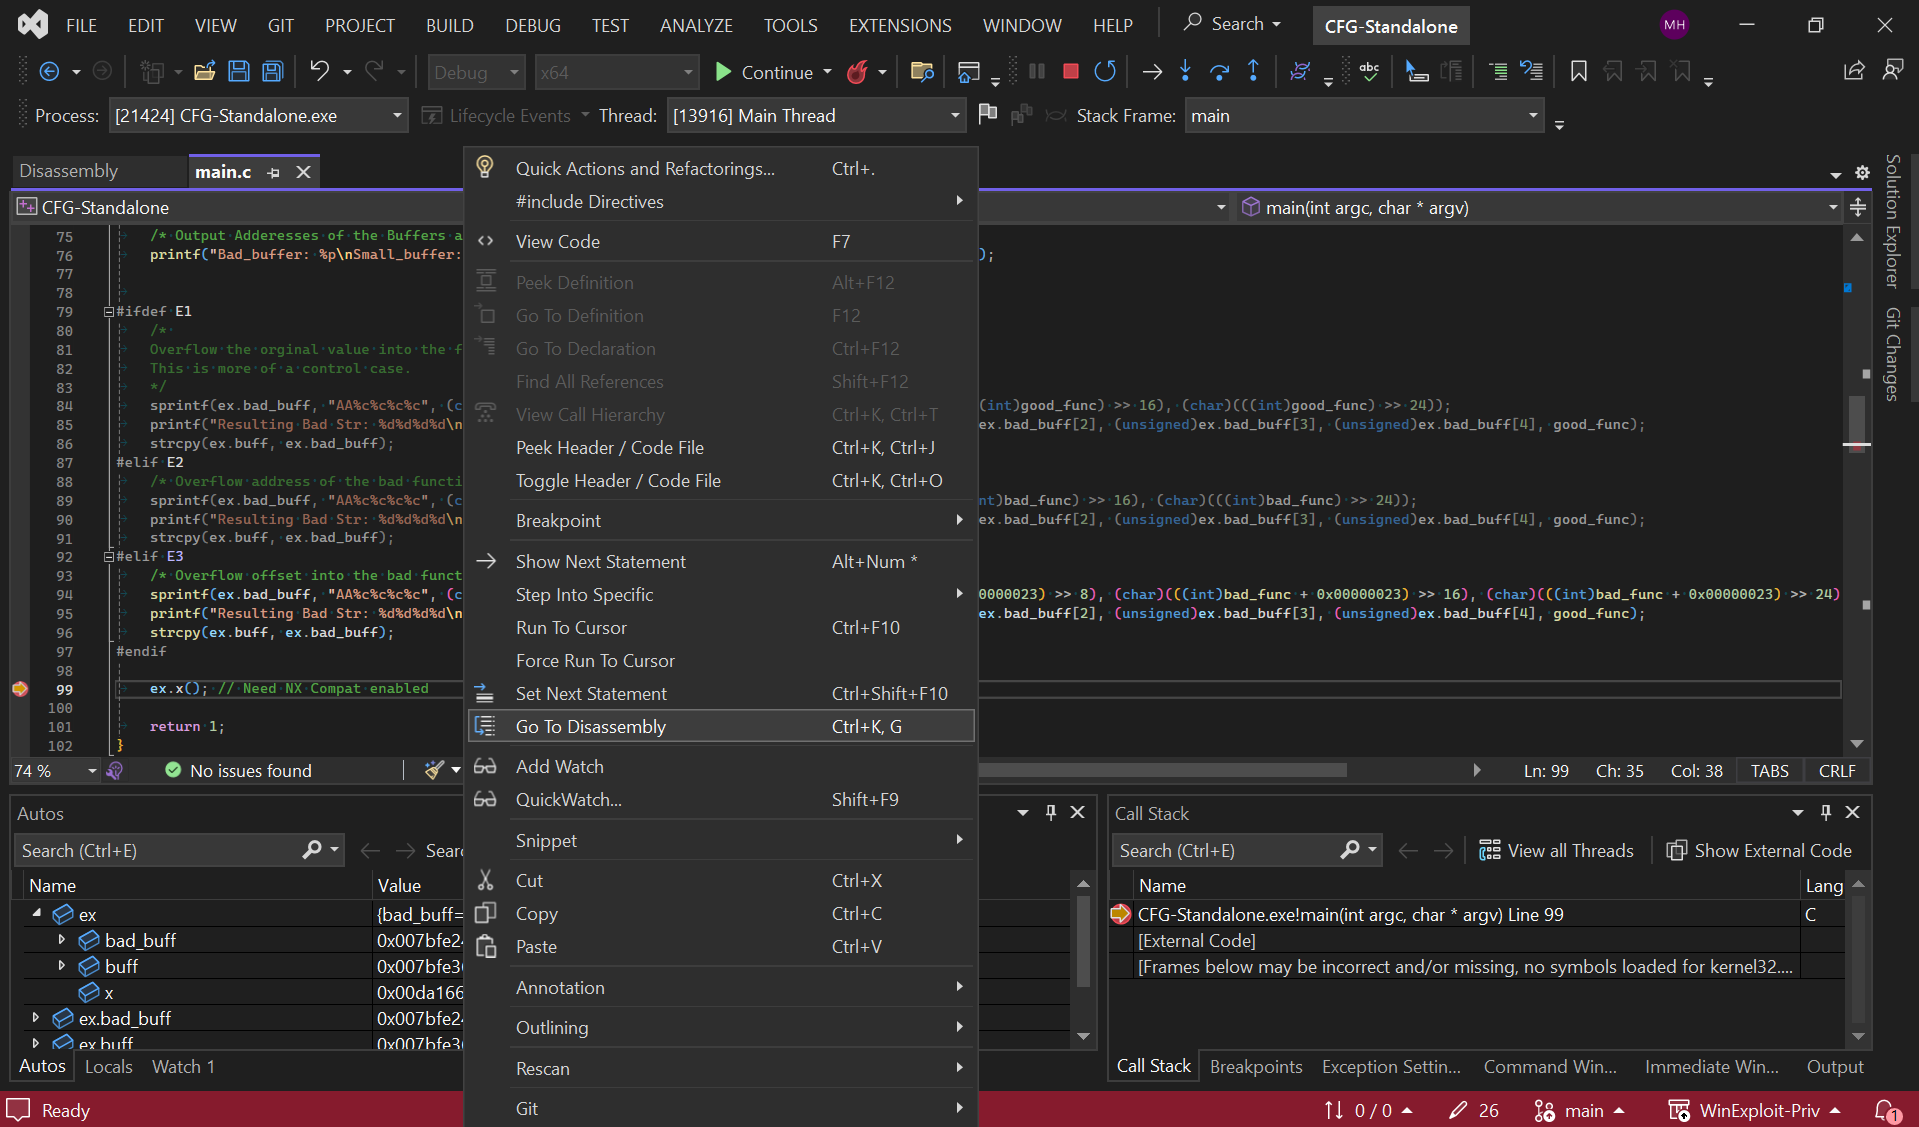 FILE EDIT VIEW GIT PROJECT BUILD DEBUG TEST ANALYZE TOOLS EXTENSIONS WINDOW HELP Search CFG-Standalone MH
Debug x64 Continue abc
Process: [21424] CFG-Standalone.exe Lifecycle Events Thread: [13916] Main Thread Stack Frame: main
Disassembly main.c
CFG-Standalone main(int argc, char * argv)
75 /* Output Adderesses of the Buffers a
76 printf("Bad_buffer: %p\nSmall_buffer: );
77
78
79 #ifdef E1
80 /*
81 Overflow the orginal value into the f
82 This is more of a control case.
83 */
84 sprintf(ex.bad_buff, "AA%c%c%c%c", (c (int)good_func) >> 16), (char)(((int)good_func) >> 24));
85 printf("Resulting Bad Str: %d%d%d%d\n ex.bad_buff[2], (unsigned)ex.bad_buff[3], (unsigned)ex.bad_buff[4], good_func);
86 strcpy(ex.buff, ex.bad_buff);
87 #elif E2
88 /* Overflow address of the bad functi
89 sprintf(ex.bad_buff, "AA%c%c%c%c", (c nt)bad_func) >> 16), (char)(((int)bad_func) >> 24));
90 printf("Resulting Bad Str: %d%d%d%d\n ex.bad_buff[2], (unsigned)ex.bad_buff[3], (unsigned)ex.bad_buff[4], good_func);
91 strcpy(ex.buff, ex.bad_buff);
92 #elif E3
93 /* Overflow offset into the bad funct
94 sprintf(ex.bad_buff, "AA%c%c%c%c", (c 00000023) >> 8), (char)(((int)bad_func + 0x00000023) >> 16), (char)(((int)bad_func + 0x00000023) >> 24)
95 printf("Resulting Bad Str: %d%d%d%d\n ex.bad_buff[2], (unsigned)ex.bad_buff[3], (unsigned)ex.bad_buff[4], good_func);
96 strcpy(ex.buff, ex.bad_buff);
97 #endif
98
99 ex.x(); // Need NX Compat enabled
100
101 return 1;
102 }
74 % No issues found Ln: 99 Ch: 35 Col: 38 TABS CRLF
Quick Actions and Refactorings... Ctrl+.
#include Directives
View Code F7
Peek Definition Alt+F12
Go To Definition F12
Go To Declaration Ctrl+F12
Find All References Shift+F12
View Call Hierarchy Ctrl+K, Ctrl+T
Peek Header / Code File Ctrl+K, Ctrl+J
Toggle Header / Code File Ctrl+K, Ctrl+O
Breakpoint
Show Next Statement Alt+Num *
Step Into Specific
Run To Cursor Ctrl+F10
Force Run To Cursor
Set Next Statement Ctrl+Shift+F10
Go To Disassembly Ctrl+K, G
Add Watch
QuickWatch... Shift+F9
Snippet
Cut Ctrl+X
Copy Ctrl+C
Paste Ctrl+V
Annotation
Outlining
Rescan
Git
Solution Explorer
Git Changes
Autos
Search (Ctrl+E) Searc
Name Value
ex {bad_buff=
bad_buff 0x007bfe24
buff 0x007bfe30
x 0x00da166
ex.bad_buff 0x007bfe24
ex.buff 0x007bfe30
Autos Locals Watch 1
Call Stack
Search (Ctrl+E) View all Threads Show External Code
Name Lang
CFG-Standalone.exe!main(int argc, char * argv) Line 99 C
[External Code]
[Frames below may be incorrect and/or missing, no symbols loaded for kernel32....
Call Stack Breakpoints Exception Settin... Command Win... Immediate Win... Output
Ready 0 / 0 26 main WinExploit-Priv 1